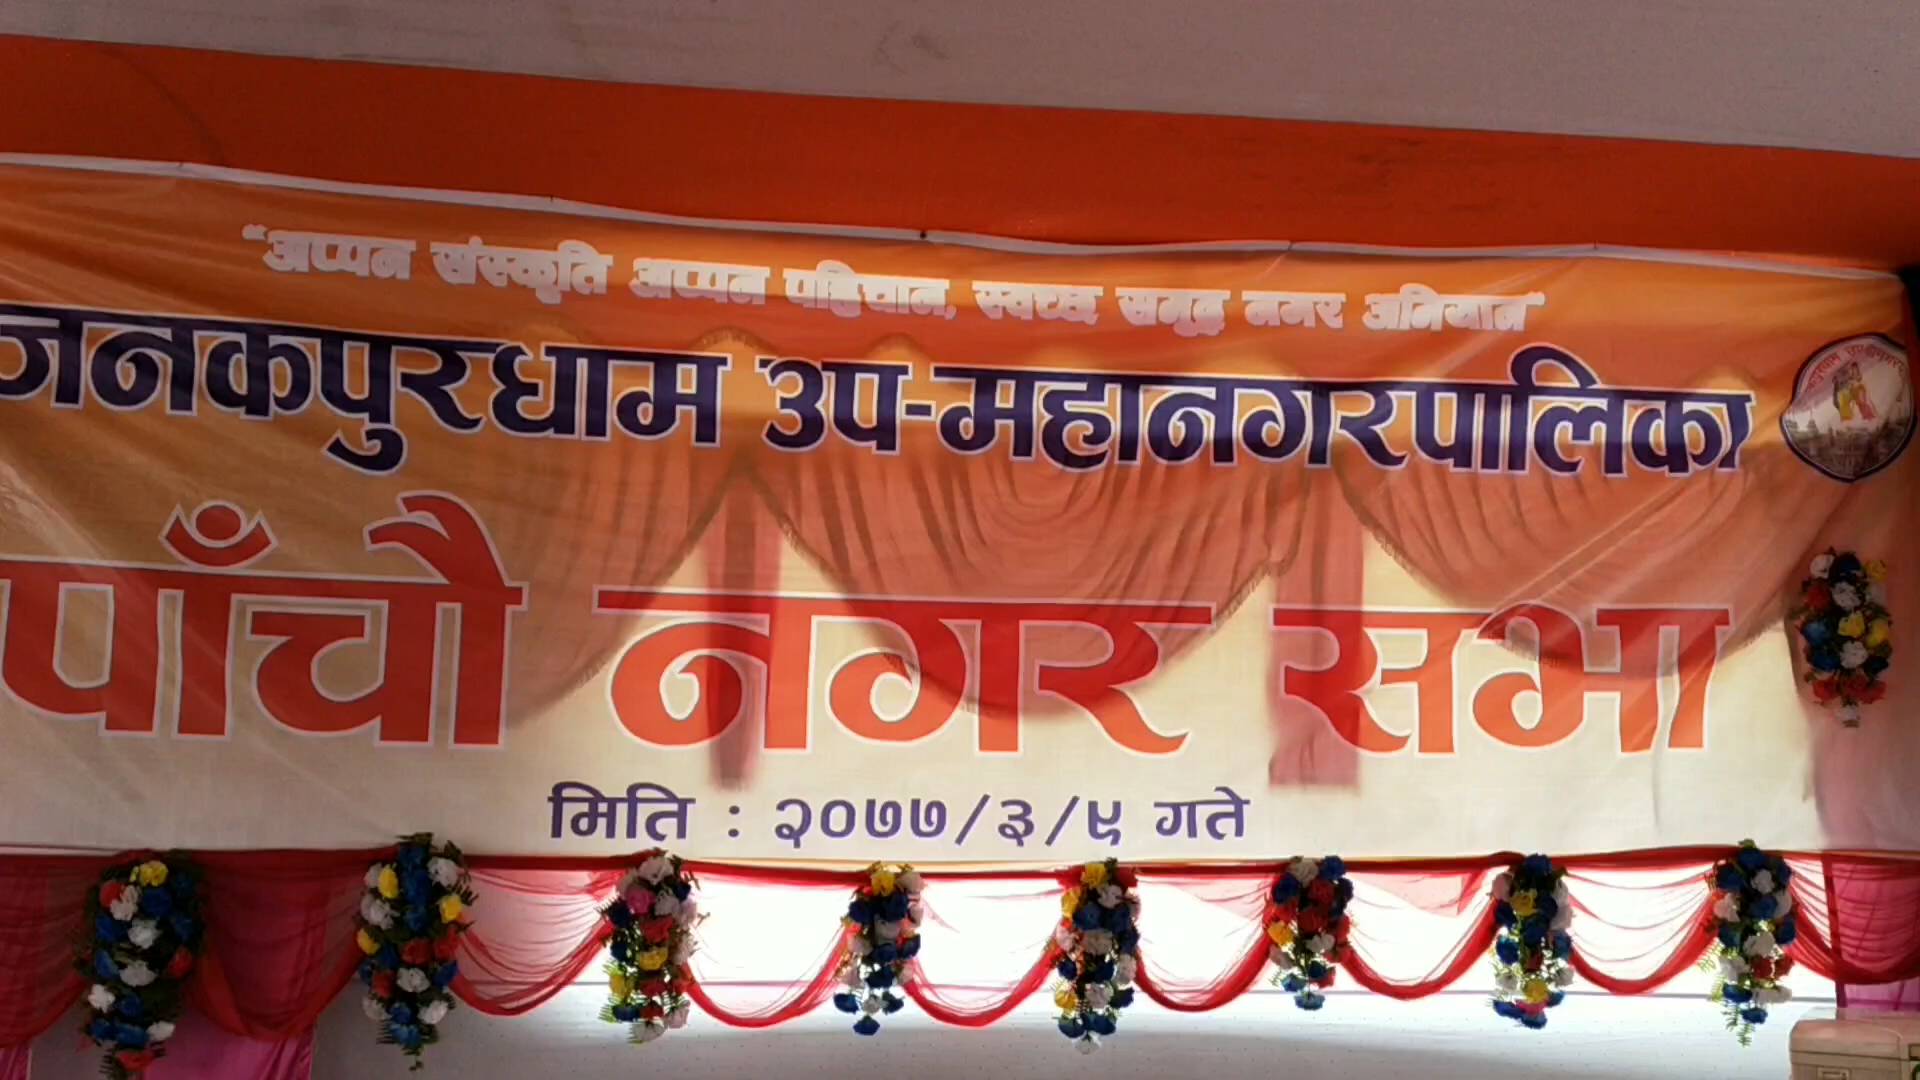 "अप्पन संस्कृति अप्पन पहिचान, स्वच्छ समृद्ध नगर अभियान"
जनकपुरधाम उप-महानगरपालिका
पाँचौ नगर सभा
मिति : २०७७/३/९ गते